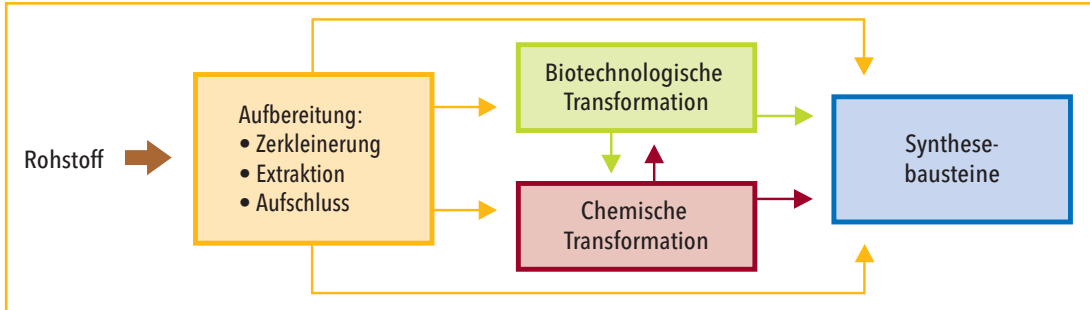 Rohstoff
Aufbereitung:
• Zerkleinerung
• Extraktion
• Aufschluss
Biotechnologische
Transformation
Chemische
Transformation
Synthese-
bausteine